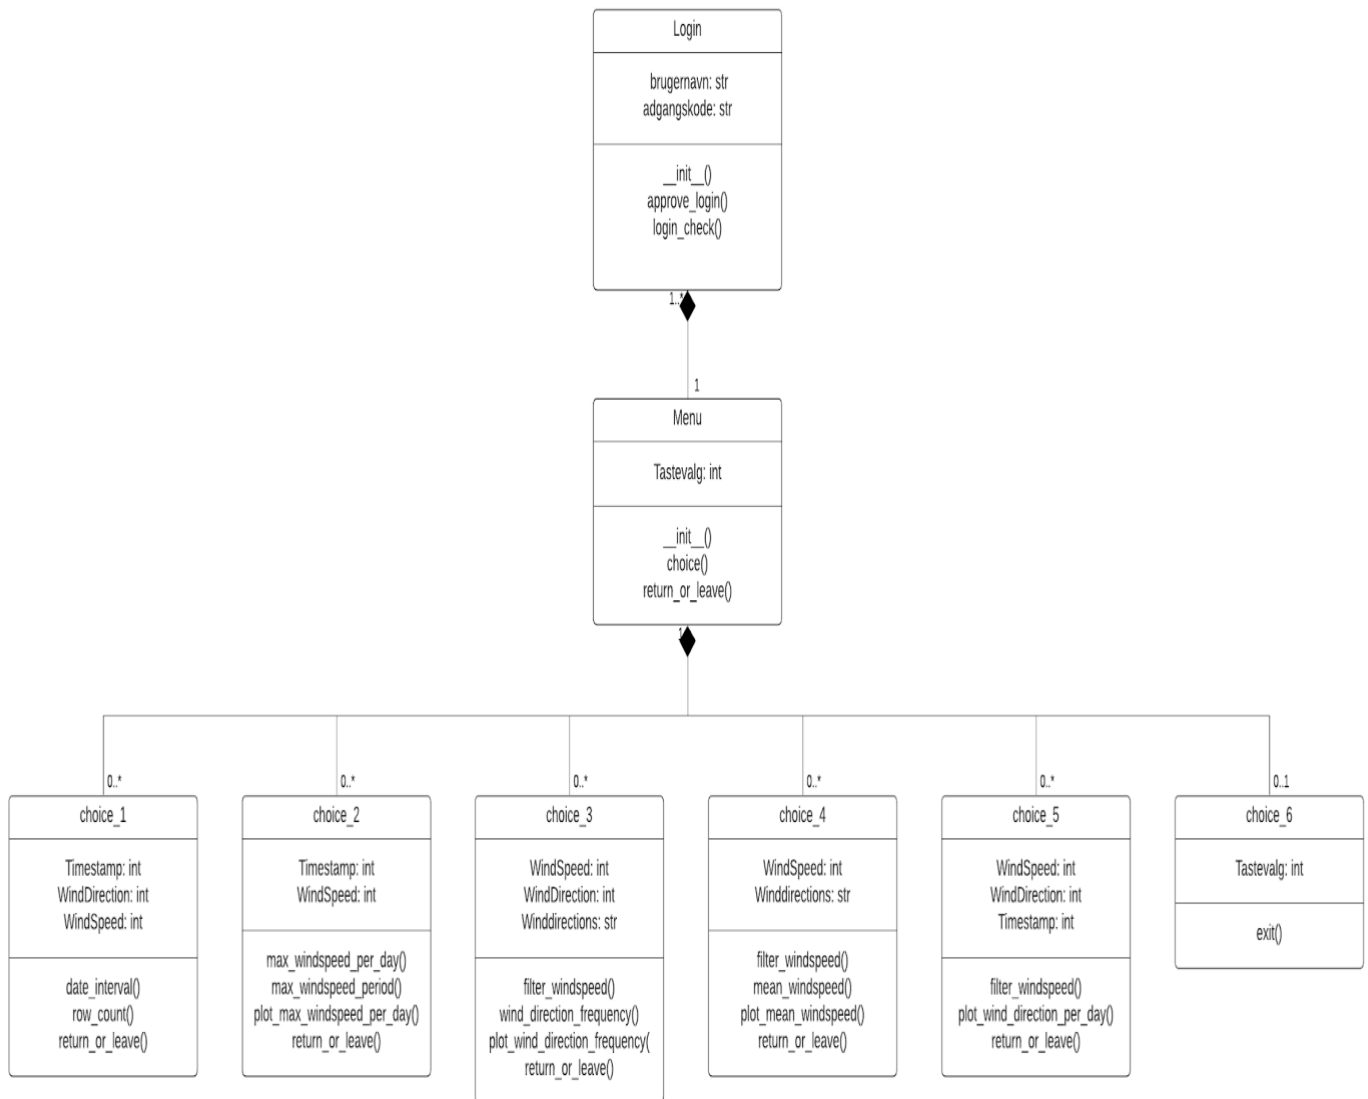 Login
brugernavn: str
adgangskode: str
__init__()
approve_login()
login_check()
1..*
1
Menu
Tastevalg: int
__init__()
choice()
return_or_leave()
1
0..*
0..*
0..*
0..*
0..*
0..1
choice_1
Timestamp: int
WindDirection: int
WindSpeed: int
date_interval()
row_count()
return_or_leave()
choice_2
Timestamp: int
WindSpeed: int
max_windspeed_per_day()
max_windspeed_period()
plot_max_windspeed_per_day()
return_or_leave()
choice_3
WindSpeed: int
WindDirection: int
Winddirections: str
filter_windspeed()
wind_direction_frequency()
plot_wind_direction_frequency(
return_or_leave()
choice_4
WindSpeed: int
Winddirections: str
filter_windspeed()
mean_windspeed()
plot_mean_windspeed()
return_or_leave()
choice_5
WindSpeed: int
WindDirection: int
Timestamp: int
filter_windspeed()
plot_wind_direction_per_day()
return_or_leave()
choice_6
Tastevalg: int
exit()